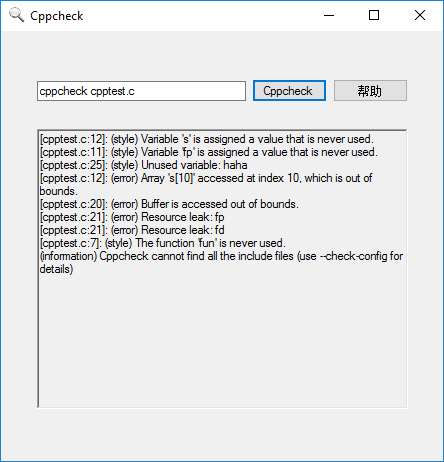 Cppcheck
cppcheck cpptest.c
Cppcheck
帮助
[cpptest.c:12]: (style) Variable 's' is assigned a value that is never used.
[cpptest.c:11]: (style) Variable 'fp' is assigned a value that is never used.
[cpptest.c:25]: (style) Unused variable: haha
[cpptest.c:12]: (error) Array 's[10]' accessed at index 10, which is out of
bounds.
[cpptest.c:20]: (error) Buffer is accessed out of bounds.
[cpptest.c:21]: (error) Resource leak: fp
[cpptest.c:21]: (error) Resource leak: fd
[cpptest.c:7]: (style) The function 'fun' is never used.
(information) Cppcheck cannot find all the include files (use --check-config for
details)